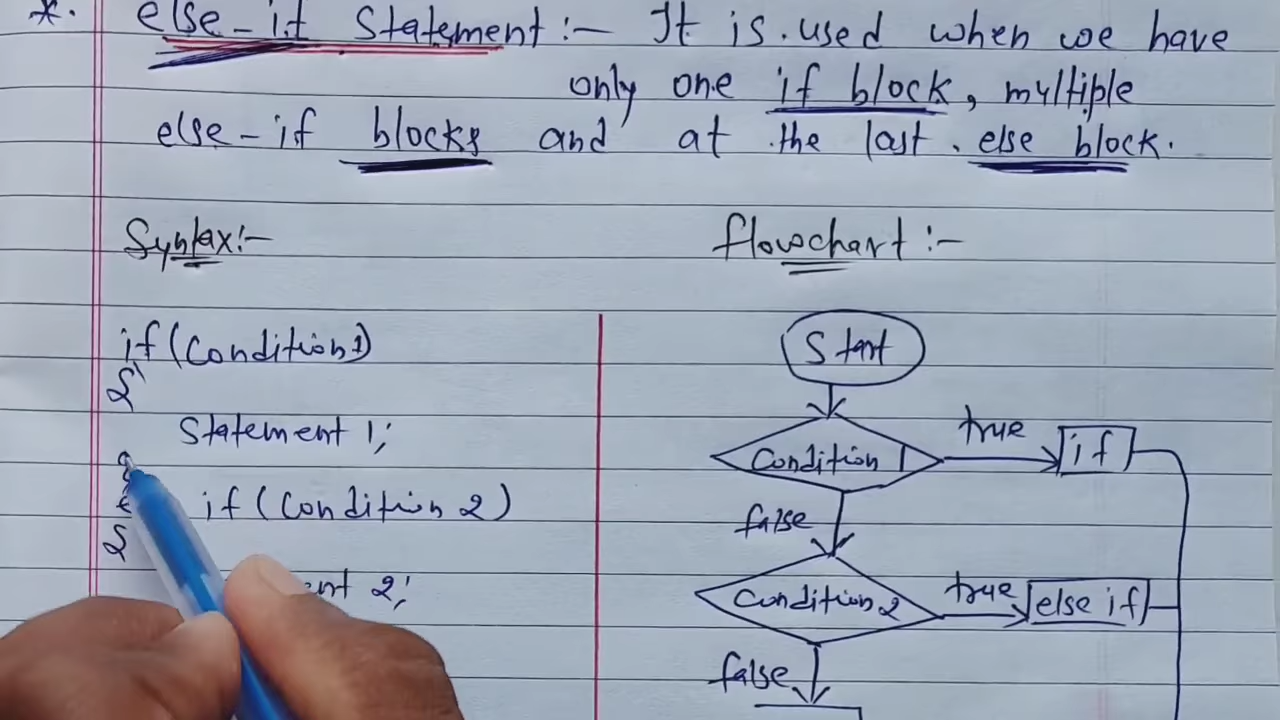 *. else-if Statement :- It is used when we have
only one if block, multiple
else-if blocks and at the last else block.
Syntax:-
if (Condition1)
{
Statement 1;
}
if (Condition 2)
{
2;
flowchart :-
Start
Condition 1
true
if
false
Condition 2
true
else if
false